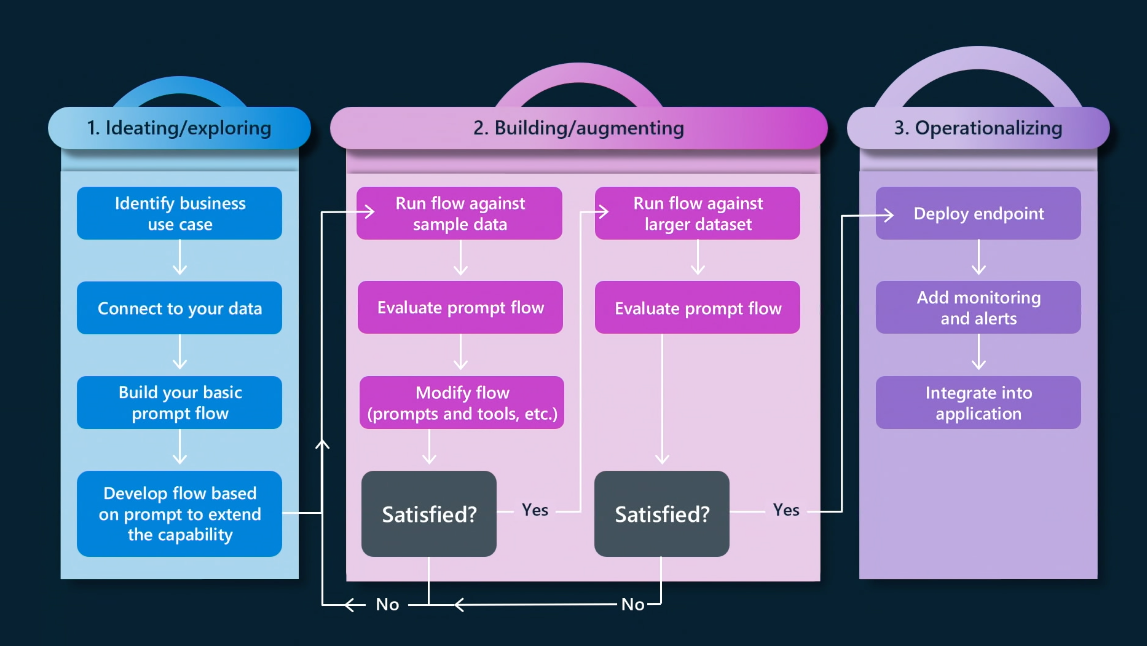 1. Ideating/exploring
Identify business
use case
Connect to your data
Build your basic
prompt flow
Develop flow based
on prompt to extend
the capability
2. Building/augmenting
Run flow against
sample data
Evaluate prompt flow
Modify flow
(prompts and tools, etc.)
Satisfied?
Yes
No
Run flow against
larger dataset
Evaluate prompt flow
Satisfied?
Yes
No
3. Operationalizing
Deploy endpoint
Add monitoring
and alerts
Integrate into
application